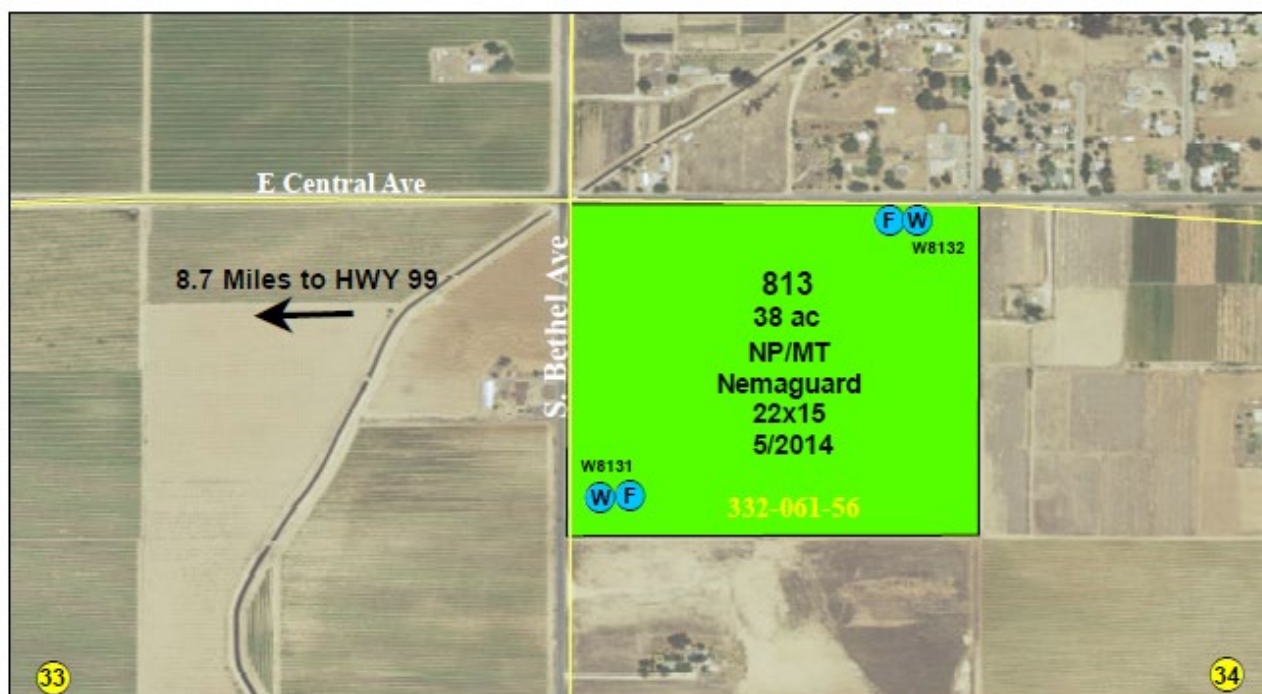 E Central Ave
F W
W8132
8.7 Miles to HWY 99
S. Bethel Ave
813
38 ac
NP/MT
Nemaguard
22x15
5/2014
W8131
W F
332-061-56
33
34